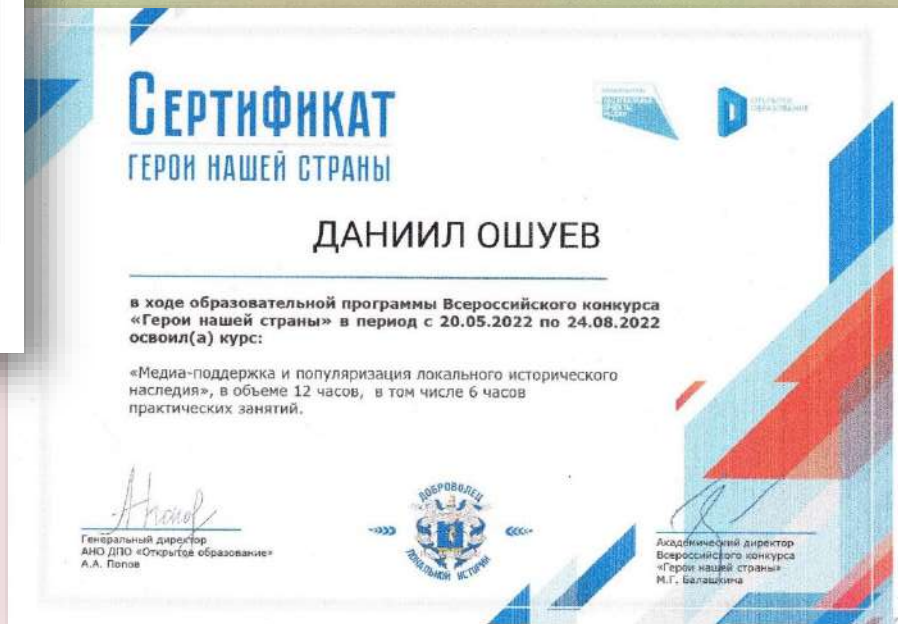 СЕРТИФИКАТ
ГЕРОИ НАШЕЙ СТРАНЫ
ОТКРЫТОЕ
ОБРАЗОВАНИЕ
ДАНИИЛ ОШУЕВ
в ходе образовательной программы Всероссийского конкурса
«Герои нашей страны» в период с 20.05.2022 по 24.08.2022
освоил(а) курс:
«Медиа-поддержка и популяризация локального исторического
наследия», в объеме 12 часов, в том числе 6 часов
практических занятий.
Генеральный директор
АНО ДПО «Открытое образование»
А.А. Попов
ДОБРОВОЛЕЦ
ЛОКАЛЬНОЙ ИСТОРИИ
Академический директор
Всероссийского конкурса
«Герои нашей страны»
М.Г. Балашкина